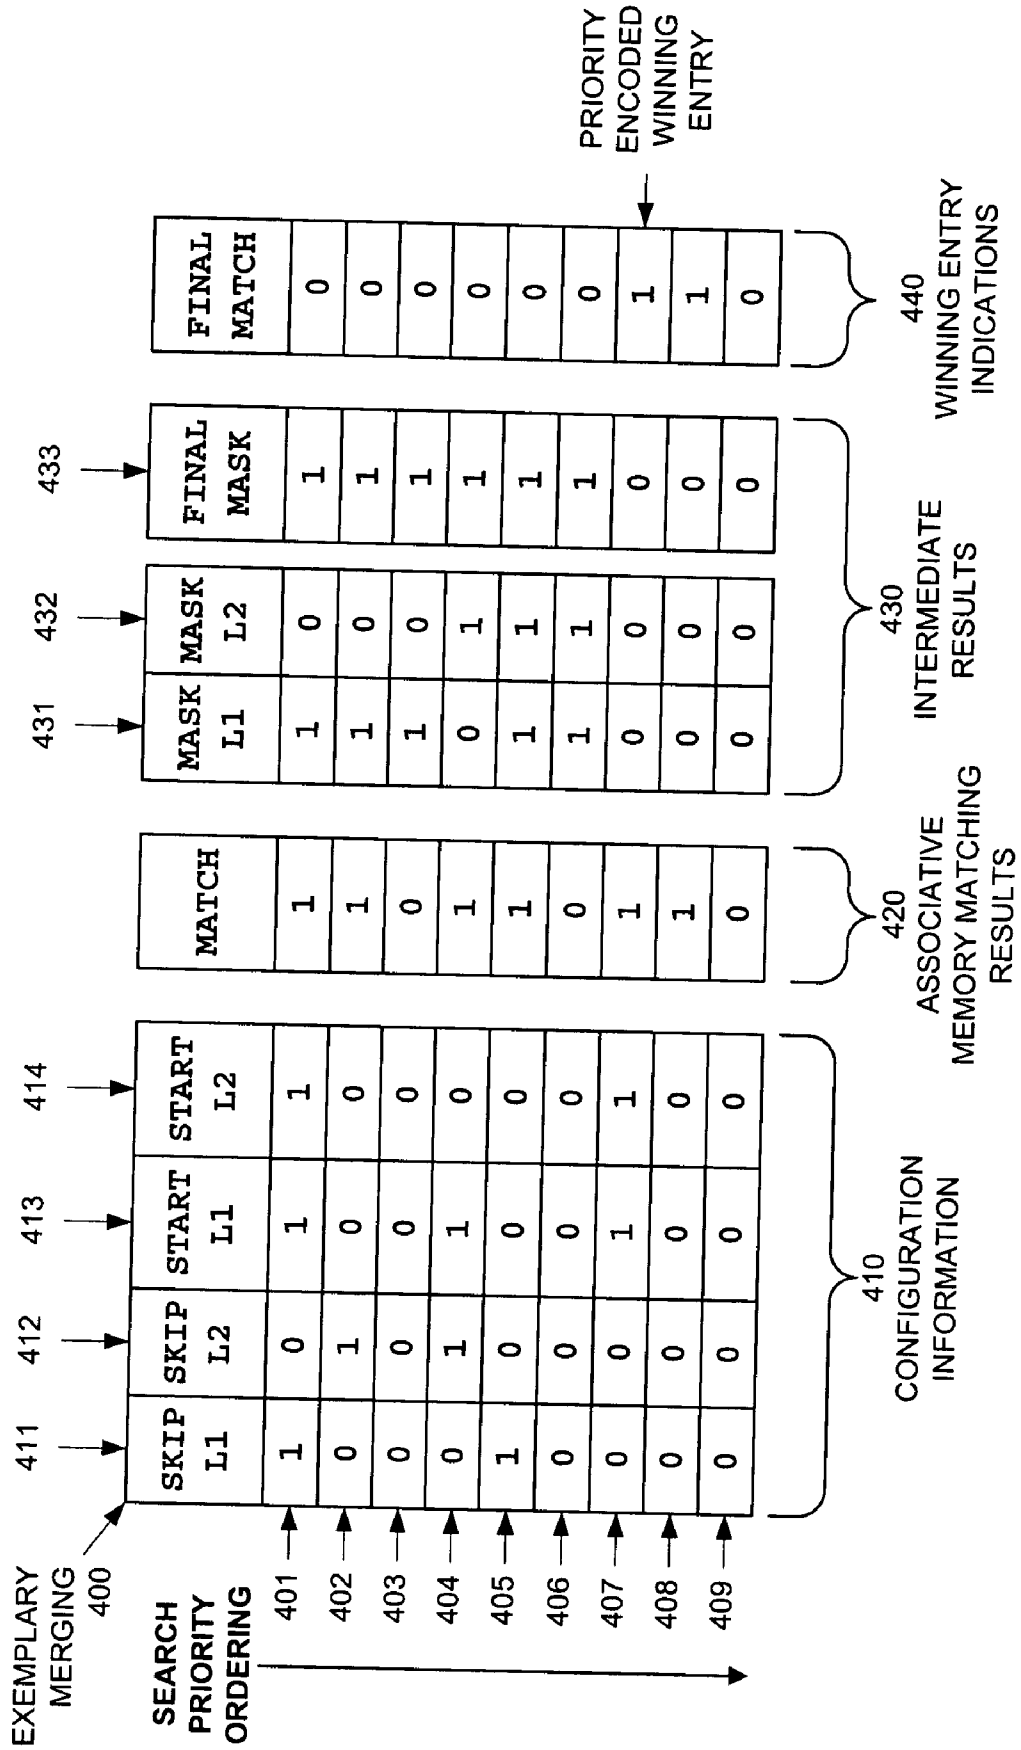 EXEMPLARY
MERGING
400
SEARCH
PRIORITY
ORDERING
411 412 413 414 431 432 433
SKIP L1 SKIP L2 START L1 START L2 MATCH MASK L1 MASK L2 FINAL MASK FINAL MATCH
401 1 0 1 1 1 1 0 1 0
402 0 1 0 0 1 1 0 1 0
403 0 0 0 0 0 1 0 1 0
404 0 1 1 0 1 0 1 1 0
405 1 0 0 0 1 1 1 1 0
406 0 0 0 0 0 1 1 1 0
407 0 0 1 1 1 0 0 0 1
408 0 0 0 0 1 0 0 0 1
409 0 0 0 0 0 0 0 0 0
PRIORITY
ENCODED
WINNING
ENTRY
410
CONFIGURATION
INFORMATION
420
ASSOCIATIVE
MEMORY MATCHING
RESULTS
430
INTERMEDIATE
RESULTS
440
WINNING ENTRY
INDICATIONS